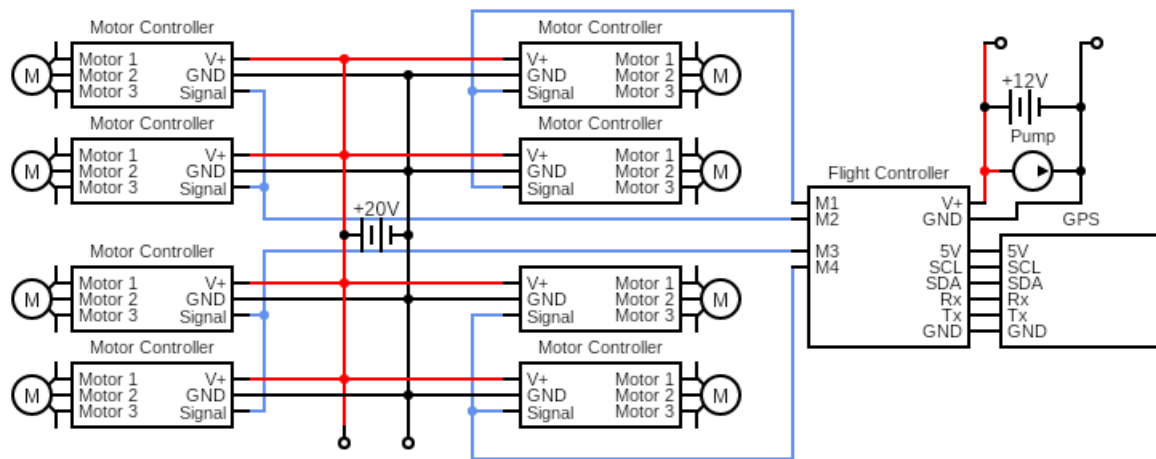 Motor Controller
Motor 1
Motor 2
Motor 3
V+
GND
Signal
M
Motor Controller
V+
GND
Signal
Motor 1
Motor 2
Motor 3
M
Motor Controller
Motor 1
Motor 2
Motor 3
V+
GND
Signal
M
Motor Controller
V+
GND
Signal
Motor 1
Motor 2
Motor 3
M
+20V
Motor Controller
Motor 1
Motor 2
Motor 3
V+
GND
Signal
M
V+
GND
Signal
Motor 1
Motor 2
Motor 3
M
Motor Controller
Motor 1
Motor 2
Motor 3
V+
GND
Signal
M
Motor Controller
V+
GND
Signal
Motor 1
Motor 2
Motor 3
M
+12V
Pump
Flight Controller
M1
M2
M3
M4
V+
GND
5V
SCL
SDA
Rx
Tx
GND
GPS
5V
SCL
SDA
Rx
Tx
GND